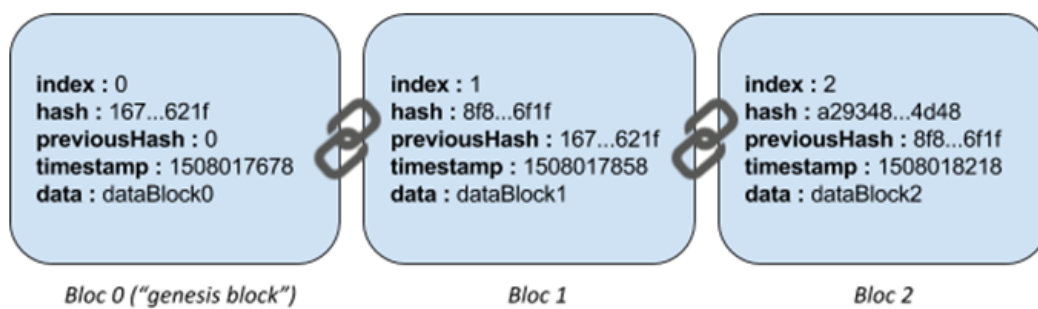 index : 0
hash : 167...621f
previousHash : 0
timestamp : 1508017678
data : dataBlock0
index : 1
hash : 8f8...6f1f
previousHash : 167...621f
timestamp : 1508017858
data : dataBlock1
index : 2
hash : a29348...4d48
previousHash : 8f8...6f1f
timestamp : 1508018218
data : dataBlock2
Bloc 0 (“genesis block”)
Bloc 1
Bloc 2